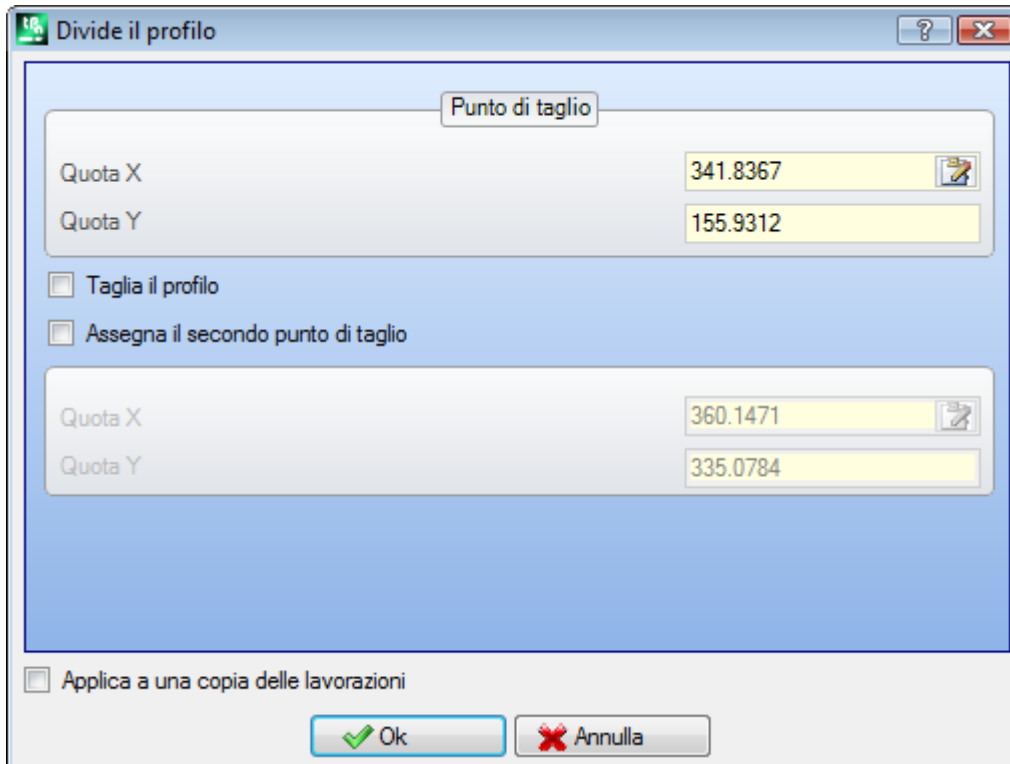 Divide il profilo
Punto di taglio
Quota X 341.8367
Quota Y 155.9312
Taglia il profilo
Assegna il secondo punto di taglio
Quota X 360.1471
Quota Y 335.0784
Applica a una copia delle lavorazioni
Ok Annulla